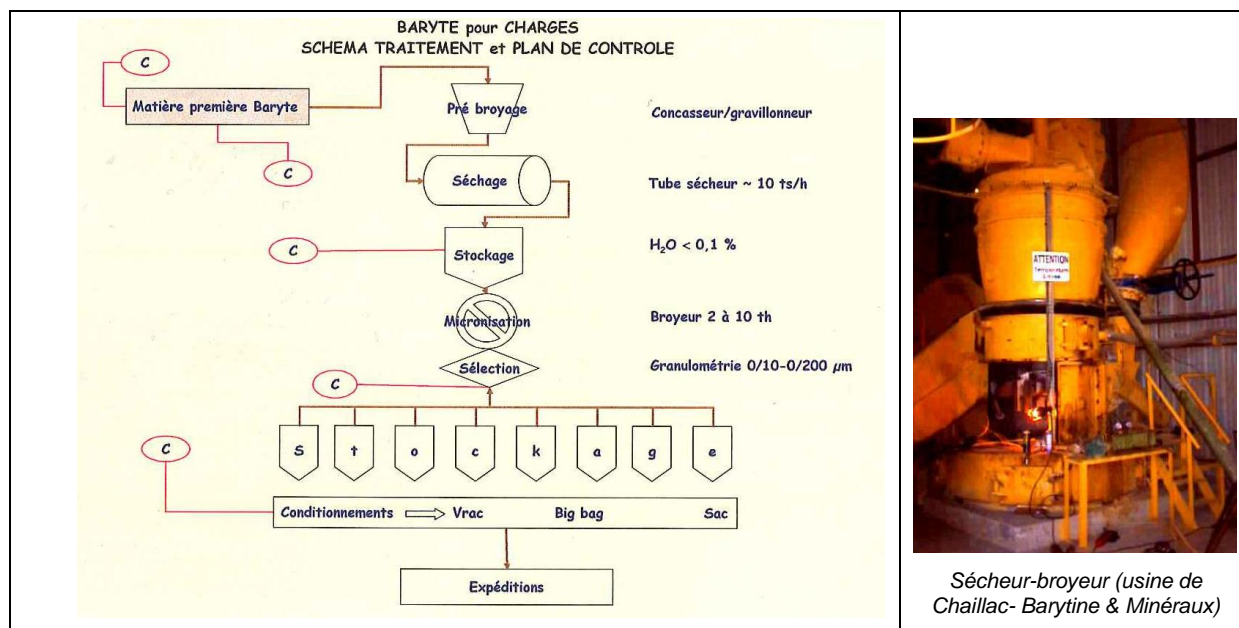 BARYTE pour CHARGES
SCHEMA TRAITEMENT et PLAN DE CONTROLE
C
Matière première Baryte
C
Pré broyage
Concasseur/gravillonneur
Séchage
Tube sécheur ~ 10 ts/h
C
Stockage
H₂O < 0,1 %
Micronisation
Broyeur 2 à 10 th
Sélection
Granulométrie 0/10-0/200 µm
C
S t o c k a g e
C
Conditionnements Vrac Big bag Sac
Expéditions
ATTENTION
Sécheur-broyeur (usine de
Chaillac- Barytine & Minéraux)